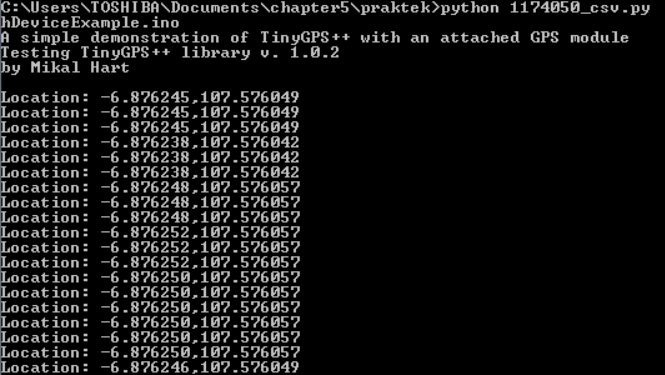 C:\Users\TOSHIBA\Documents\chapter5\praktek>python 1174050_csv.py
hDeviceExample.ino
A simple demonstration of TinyGPS++ with an attached GPS module
Testing TinyGPS++ library v. 1.0.2
by Mikal Hart
Location: -6.876245,107.576049
Location: -6.876245,107.576049
Location: -6.876245,107.576049
Location: -6.876238,107.576042
Location: -6.876238,107.576042
Location: -6.876238,107.576042
Location: -6.876248,107.576057
Location: -6.876248,107.576057
Location: -6.876248,107.576057
Location: -6.876252,107.576057
Location: -6.876252,107.576057
Location: -6.876252,107.576057
Location: -6.876250,107.576057
Location: -6.876250,107.576057
Location: -6.876250,107.576057
Location: -6.876250,107.576057
Location: -6.876250,107.576057
Location: -6.876250,107.576057
Location: -6.876246,107.576049